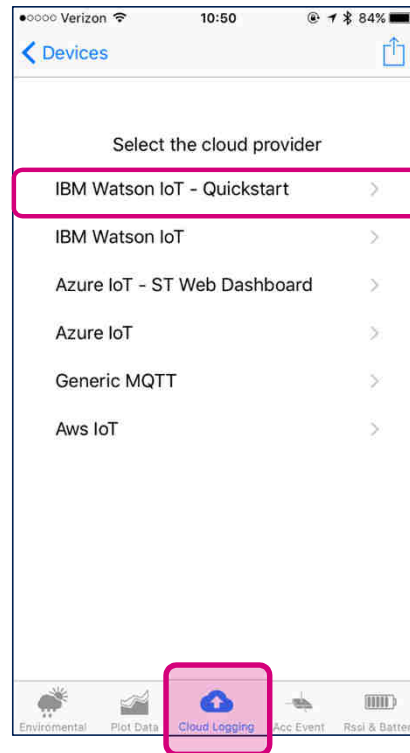 ●○○○○ Verizon 10:50 84%
Devices
Select the cloud provider
IBM Watson IoT - Quickstart
IBM Watson IoT
Azure IoT - ST Web Dashboard
Azure IoT
Generic MQTT
Aws IoT
Enviromental Plot Data Cloud Logging Acc Event Rssi & Batter